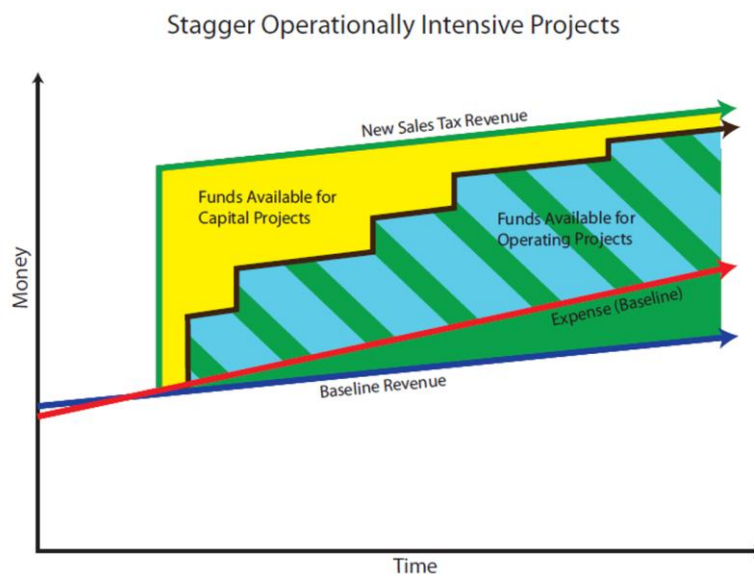 Stagger Operationally Intensive Projects
New Sales Tax Revenue
Funds Available for
Capital Projects
Funds Available for
Operating Projects
Money
Expense (Baseline)
Baseline Revenue
Time